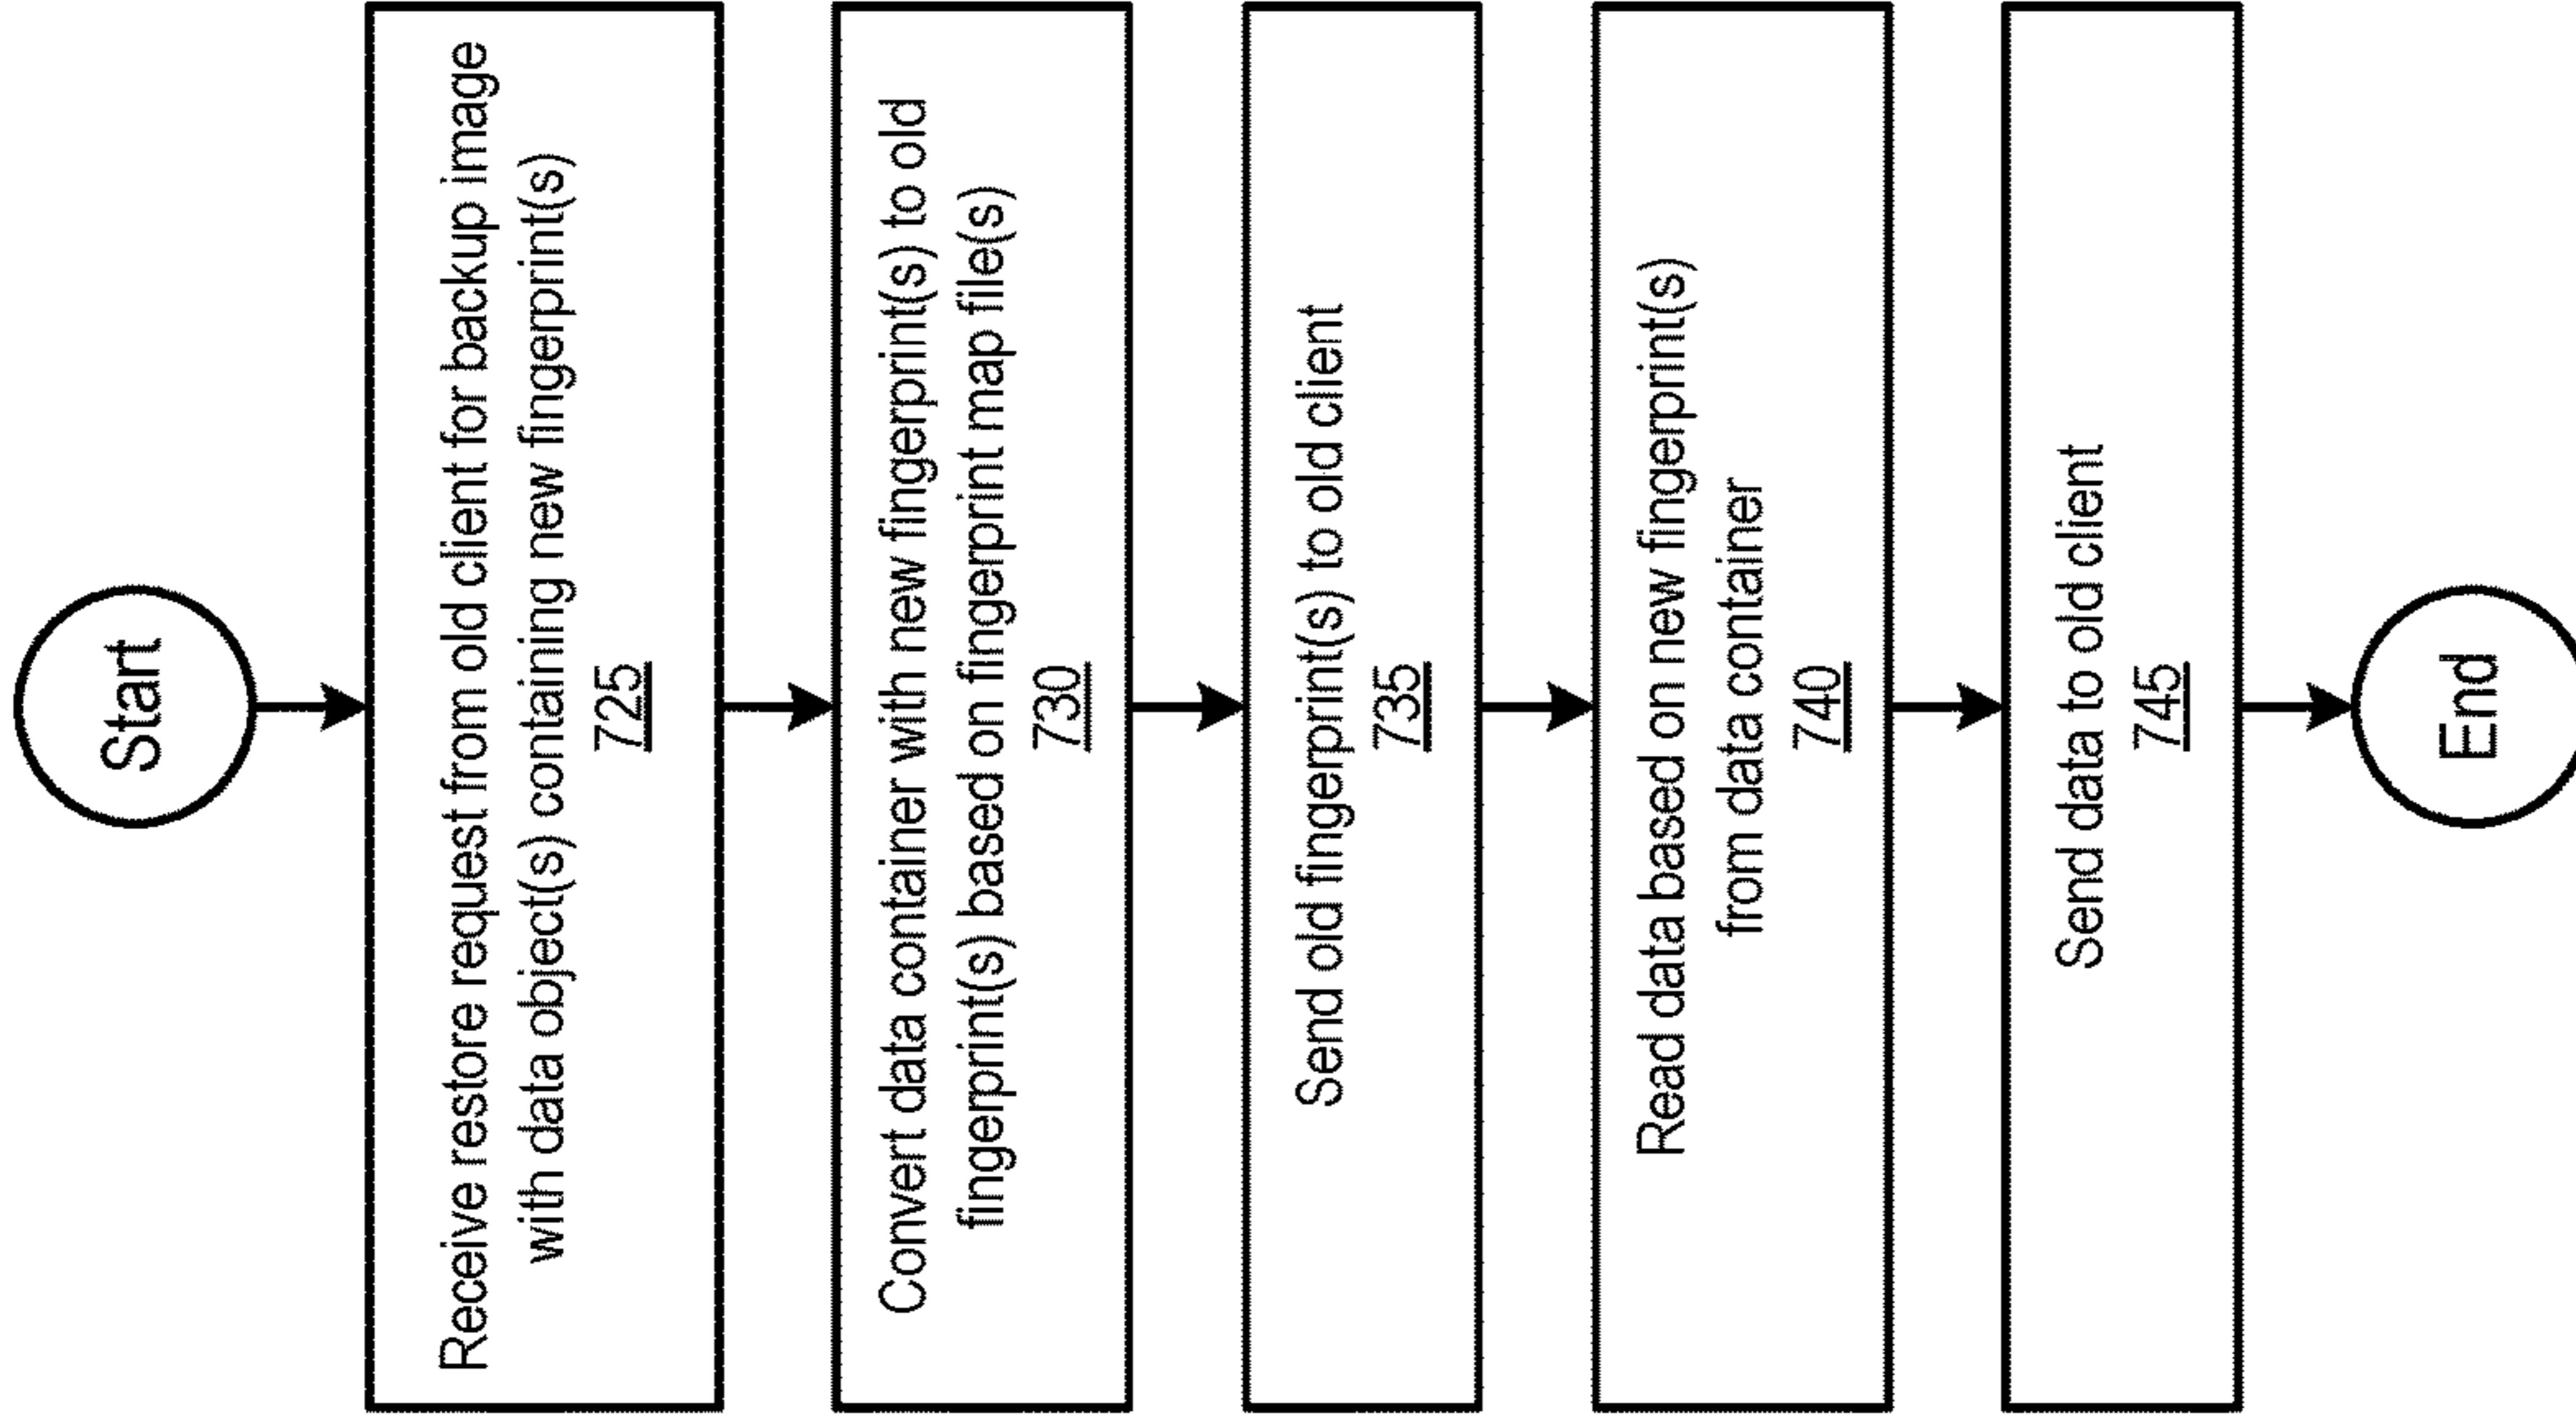 Start
Receive restore request from old client for backup image
with data object(s) containing new fingerprint(s)
725
Convert data container with new fingerprint(s) to old
fingerprint(s) based on fingerprint map file(s)
730
Send old fingerprint(s) to old client
735
Read data based on new fingerprint(s)
from data container
740
Send data to old client
745
End